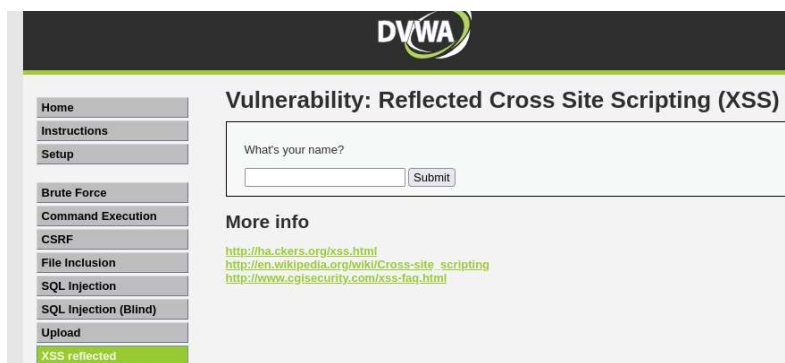 DVWA
Home
Instructions
Setup
Brute Force
Command Execution
CSRF
File Inclusion
SQL Injection
SQL Injection (Blind)
Upload
XSS reflected
Vulnerability: Reflected Cross Site Scripting (XSS)
What's your name?
Submit
More info
http://ha.ckers.org/xss.html
http://en.wikipedia.org/wiki/Cross-site_scripting
http://www.cgisecurity.com/xss-faq.html